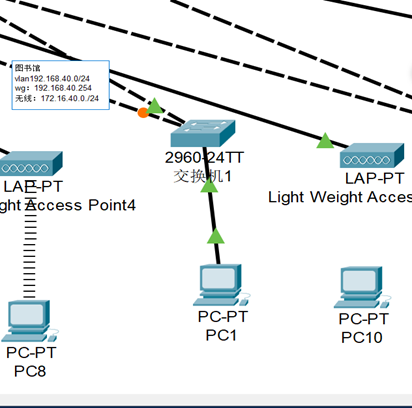 图书馆
vlan192.168.40.0/24
wg: 192.168.40.254
无线: 172.16.40.0/24
2960-24TT
交换机1
LAP-PT
ght Access Point4
LAP-PT
Light Weight Acces
PC-PT
PC1
PC-PT
PC10
PC-PT
PC8